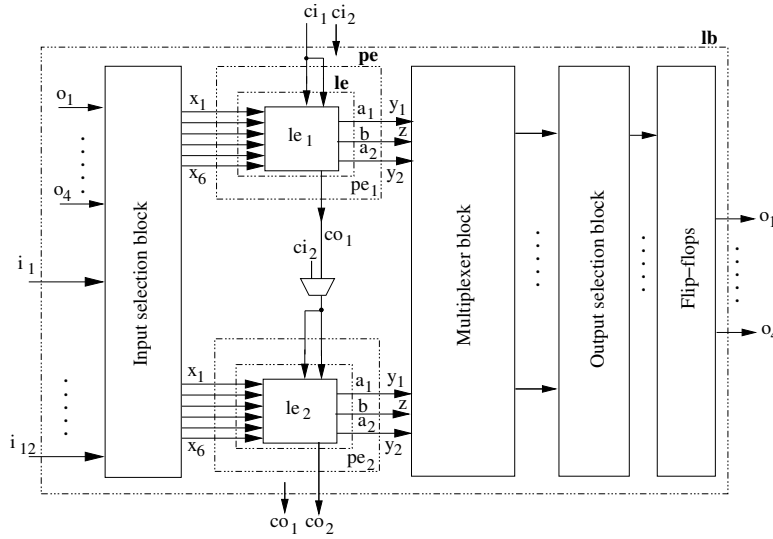 ci1 ci2
lb
pe
le
o1
x1
a1 y1
le1
b z
a2
x6
y2
pe1
o4
co1
o1
ci2
i1
Input selection block
Multiplexer block
Output selection block
Flip-flops
o4
x1
a1 y1
le2
b z
a2
x6
y2
pe2
i12
co1 co2